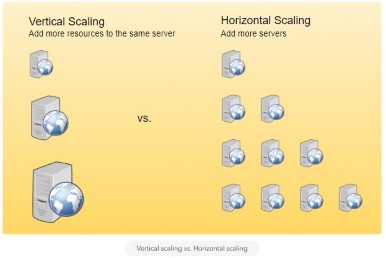 Vertical Scaling
Add more resources to the same server
vs.
Horizontal Scaling
Add more servers
Vertical scaling vs. Horizontal scaling